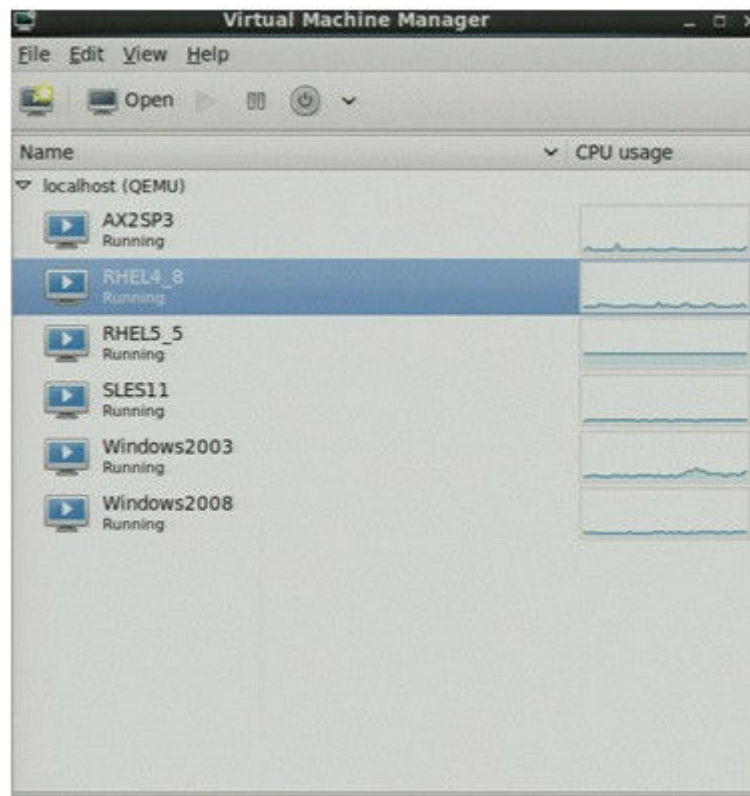 Virtual Machine Manager
File Edit View Help
Open
Name CPU usage
localhost (QEMU)
AX2SP3
Running
RHEL4_8
Running
RHEL5_5
Running
SLES11
Running
Windows2003
Running
Windows2008
Running